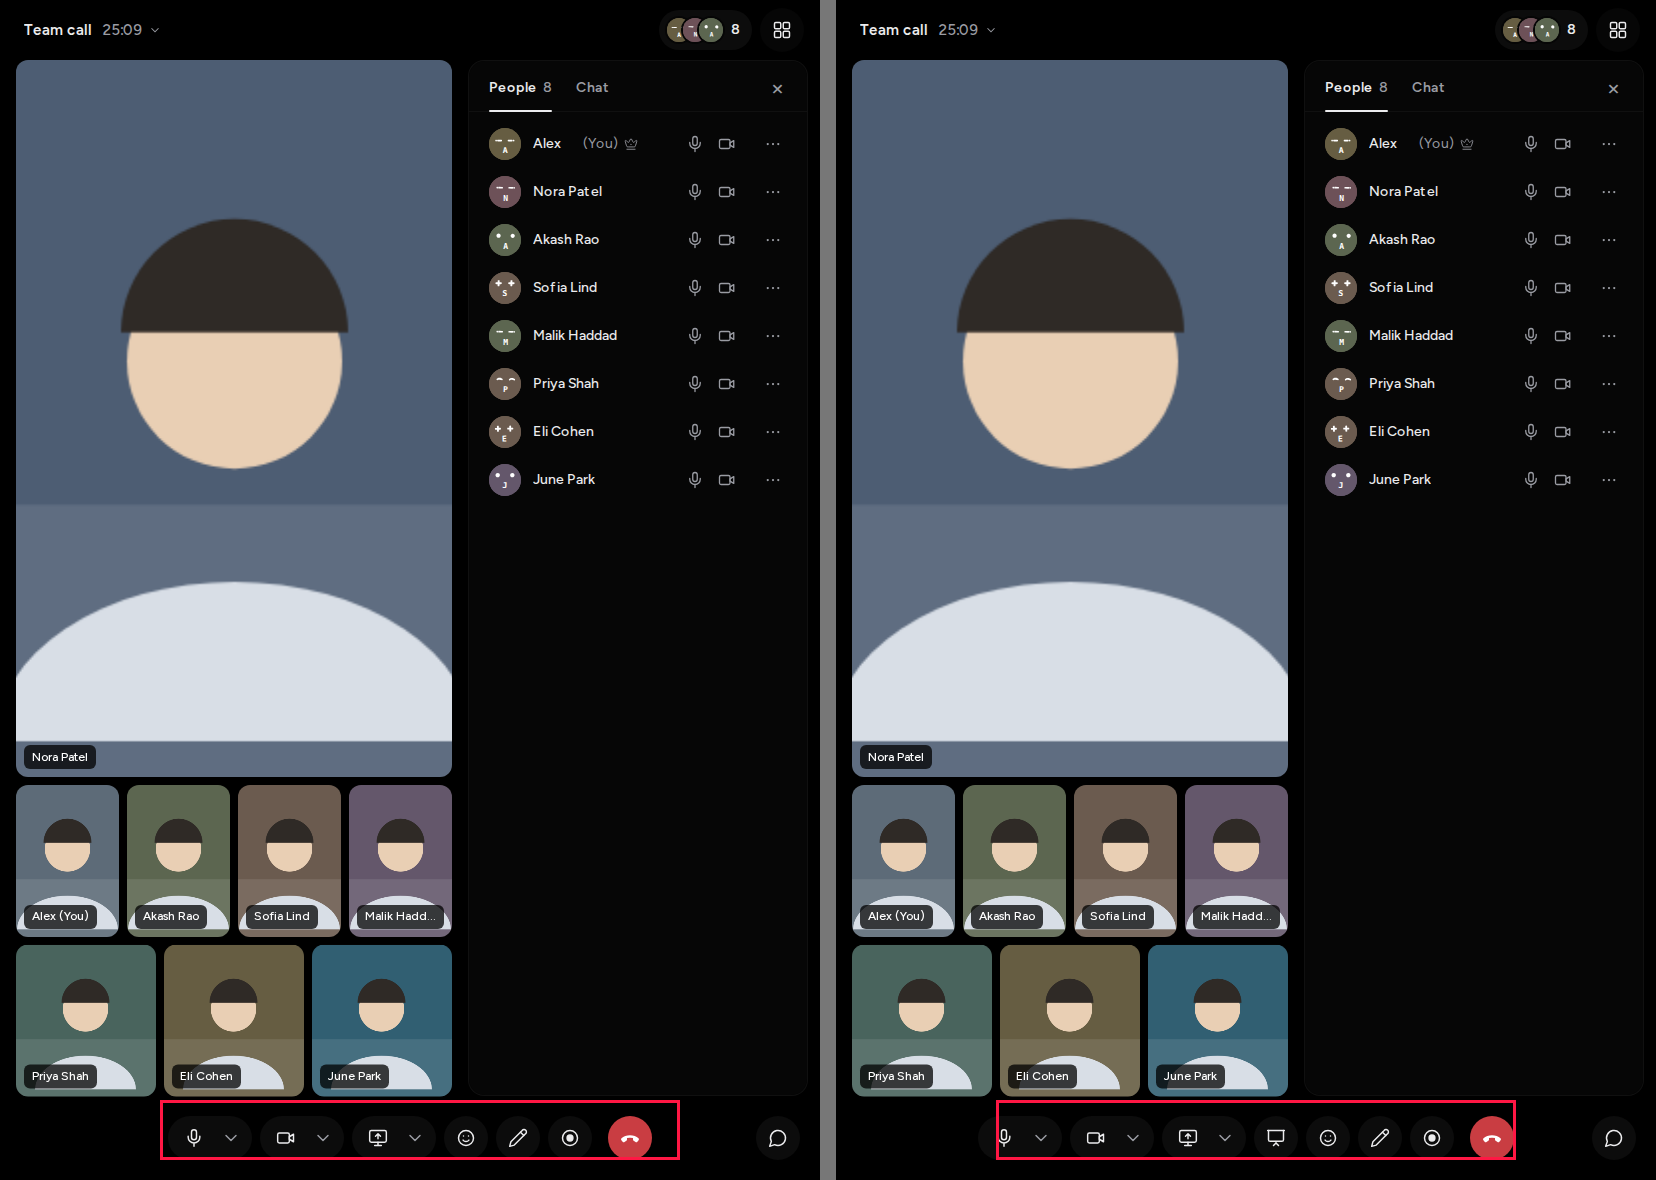 Team call 25:09
8
People 8 Chat
A Alex (You)
N Nora Patel
A Akash Rao
S Sofia Lind
M Malik Haddad
P Priya Shah
E Eli Cohen
J June Park
Nora Patel
Alex (You) Akash Rao Sofia Lind Malik Hadd...
Priya Shah Eli Cohen June Park
Team call 25:09
8
People 8 Chat
A Alex (You)
N Nora Patel
A Akash Rao
S Sofia Lind
M Malik Haddad
P Priya Shah
E Eli Cohen
J June Park
Nora Patel
Alex (You) Akash Rao Sofia Lind Malik Hadd...
Priya Shah Eli Cohen June Park